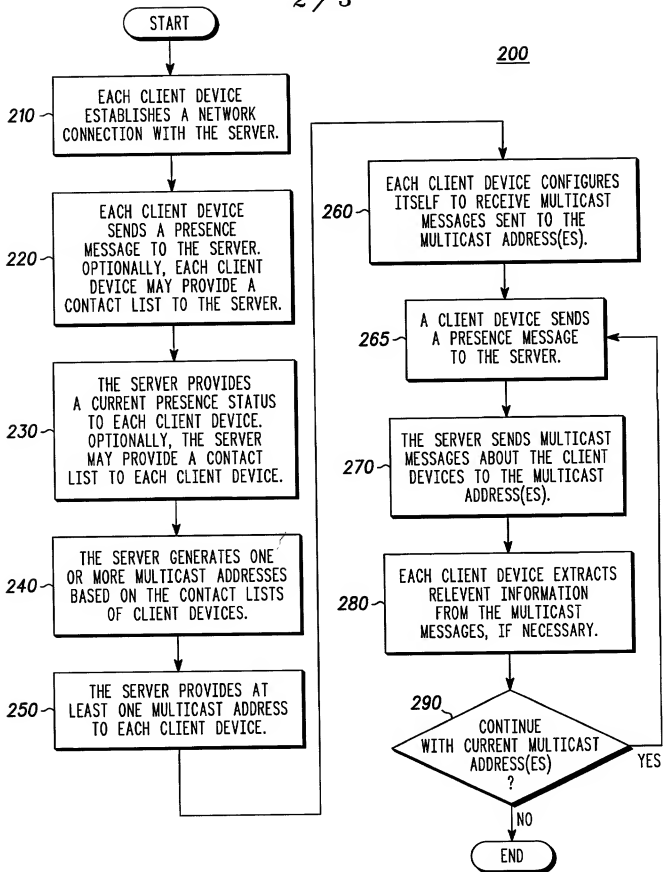 2/3
200
START
210
EACH CLIENT DEVICE
ESTABLISHES A NETWORK
CONNECTION WITH THE SERVER.
220
EACH CLIENT DEVICE
SENDS A PRESENCE
MESSAGE TO THE SERVER.
OPTIONALLY, EACH CLIENT
DEVICE MAY PROVIDE A
CONTACT LIST TO THE SERVER.
230
THE SERVER PROVIDES
A CURRENT PRESENCE STATUS
TO EACH CLIENT DEVICE.
OPTIONALLY, THE SERVER
MAY PROVIDE A CONTACT
LIST TO EACH CLIENT DEVICE.
240
THE SERVER GENERATES ONE
OR MORE MULTICAST ADDRESSES
BASED ON THE CONTACT LISTS
OF CLIENT DEVICES.
250
THE SERVER PROVIDES AT
LEAST ONE MULTICAST ADDRESS
TO EACH CLIENT DEVICE.
260
EACH CLIENT DEVICE CONFIGURES
ITSELF TO RECEIVE MULTICAST
MESSAGES SENT TO THE
MULTICAST ADDRESS(ES).
265
A CLIENT DEVICE SENDS
A PRESENCE MESSAGE
TO THE SERVER.
270
THE SERVER SENDS MULTICAST
MESSAGES ABOUT THE CLIENT
DEVICES TO THE MULTICAST
ADDRESS(ES).
280
EACH CLIENT DEVICE EXTRACTS
RELEVENT INFORMATION
FROM THE MULTICAST
MESSAGES, IF NECESSARY.
290
CONTINUE
WITH CURRENT MULTICAST
ADDRESS(ES)
?
YES
NO
END